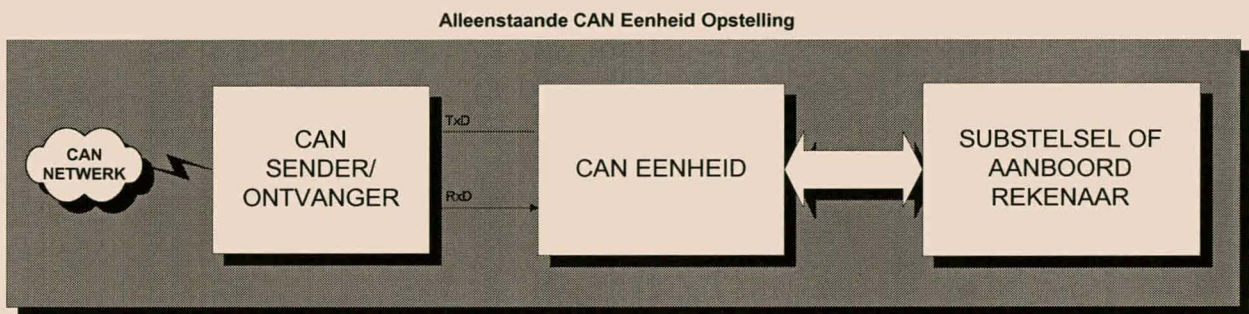 Alleenstaande CAN Eenheid Opstelling
CAN
NETWERK
CAN
SENDER/
ONTVANGER
TxD
RxD
CAN EENHEID
SUBSTELSEL OF
AANBOORD
REKENAAR